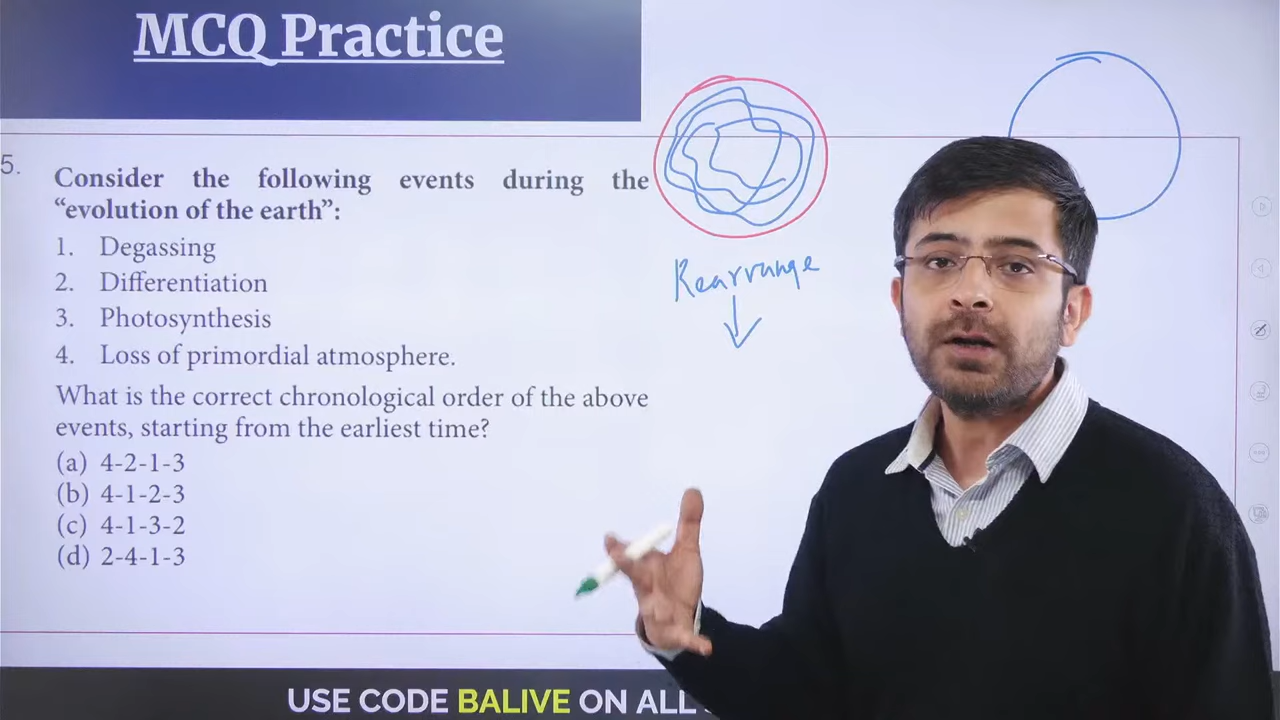 MCQ Practice
5.
Consider the following events during the
“evolution of the earth”:
1. Degassing
2. Differentiation
3. Photosynthesis
4. Loss of primordial atmosphere.
What is the correct chronological order of the above
events, starting from the earliest time?
(a) 4-2-1-3
(b) 4-1-2-3
(c) 4-1-3-2
(d) 2-4-1-3
Rearrange
USE CODE BALIVE ON ALL